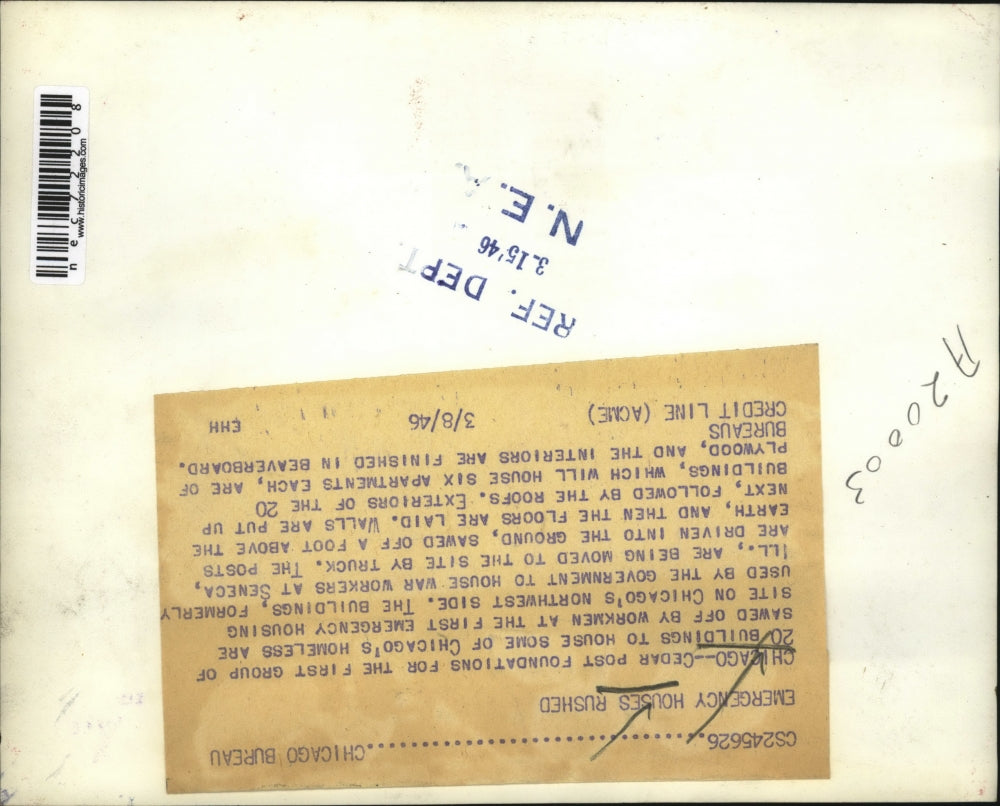 CS245626....................................CHICAGO BUREAU
EMERGENCY HOUSES RUSHED
CHICAGO--CEDAR POST FOUNDATIONS FOR THE FIRST GROUP OF
20 BUILDINGS TO HOUSE SOME OF CHICAGO'S HOMELESS ARE
SAWED OFF BY WORKMEN AT THE FIRST EMERGENCY HOUSING
SITE ON CHICAGO'S NORTHWEST SIDE. THE BUILDINGS, FORMERLY
USED BY THE GOVERNMENT TO HOUSE WAR WORKERS AT SENECA,
ILL., ARE BEING MOVED TO THE SITE BY TRUCK. THE POSTS
ARE DRIVEN INTO THE GROUND, SAWED OFF A FOOT ABOVE THE
EARTH, AND THEN THE FLOORS ARE LAID. WALLS ARE PUT UP
NEXT, FOLLOWED BY THE ROOFS. EXTERIORS OF THE 20
BUILDINGS, WHICH WILL HOUSE SIX APARTMENTS EACH, ARE OF
PLYWOOD, AND THE INTERIORS ARE FINISHED IN BEAVERBOARD.
BUREAUS
CREDIT LINE (ACME) 3/8/46 EHH
REF. DEPT
3-15'46
N. E. A.
A20003
nec72208
www.historicimages.com